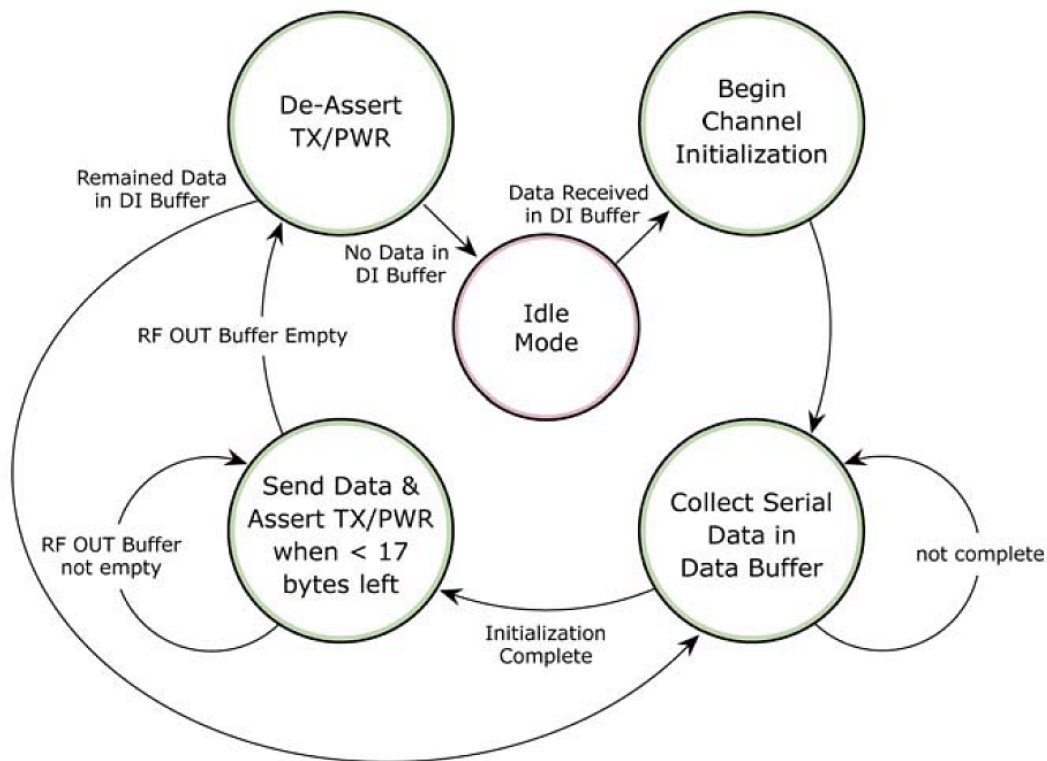 De-Assert
TX/PWR
Begin
Channel
Initialization
Remained Data
in DI Buffer
Data Received
in DI Buffer
No Data in
DI Buffer
Idle
Mode
RF OUT Buffer Empty
Send Data &
Assert TX/PWR
when < 17
bytes left
Collect Serial
Data in
Data Buffer
RF OUT Buffer
not empty
not complete
Initialization
Complete